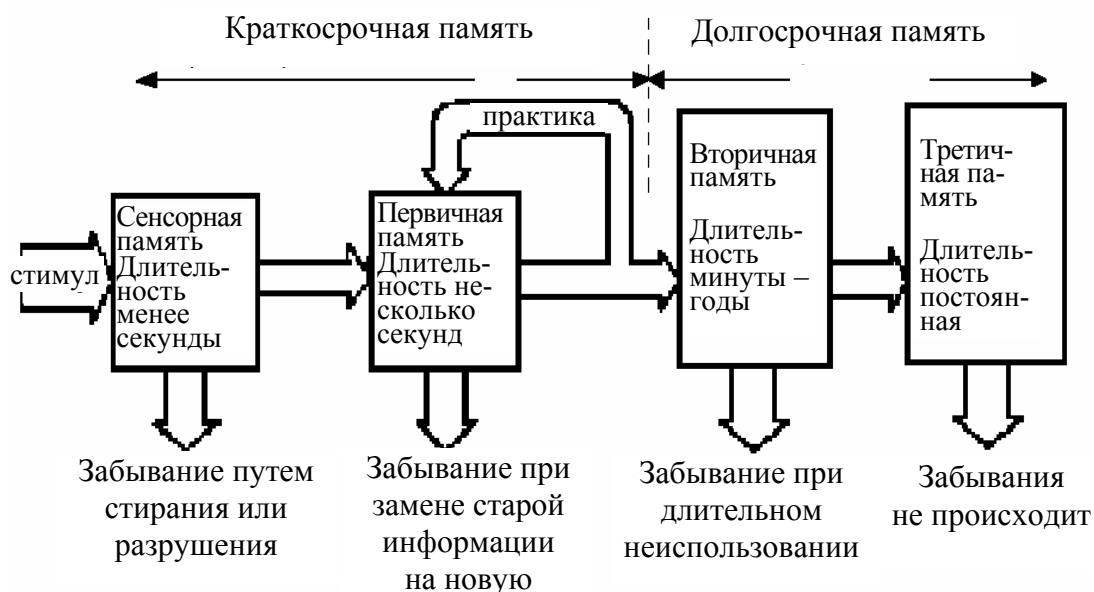 Краткосрочная память
Долгосрочная память
практика
стимул
Сенсорная
память
Длитель-
ность
менее
секунды
Первичная
память
Длитель-
ность не-
сколько
секунд
Вторичная
память
Длитель-
ность
минуты –
годы
Третич-
ная па-
мять
Длитель-
ность
постоян-
ная
Забывание путем
стирания или
разрушения
Забывание при
замене старой
информации
на новую
Забывание при
длительном
неиспользовании
Забывания
не происходит